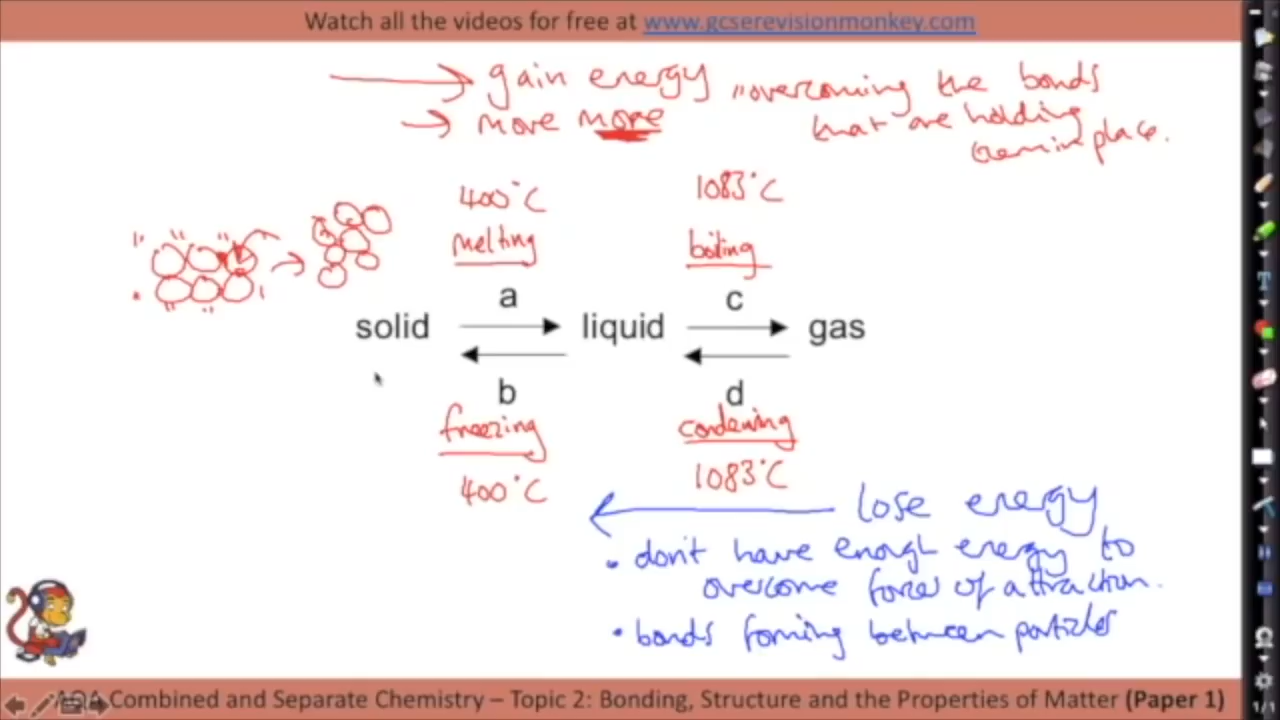 Watch all the videos for free at www.gcserevisionmonkey.com
gain energy "overcoming the bonds
move more that are holding
them in place.
400°C 1083°C
melting boiling
a c
solid liquid gas
b d
freezing condensing
400°C 1083°C
lose energy
• don't have enough energy to
overcome forces of attraction.
• bonds forming between particles
AQA Combined and Separate Chemistry – Topic 2: Bonding, Structure and the Properties of Matter (Paper 1)
T
1/1